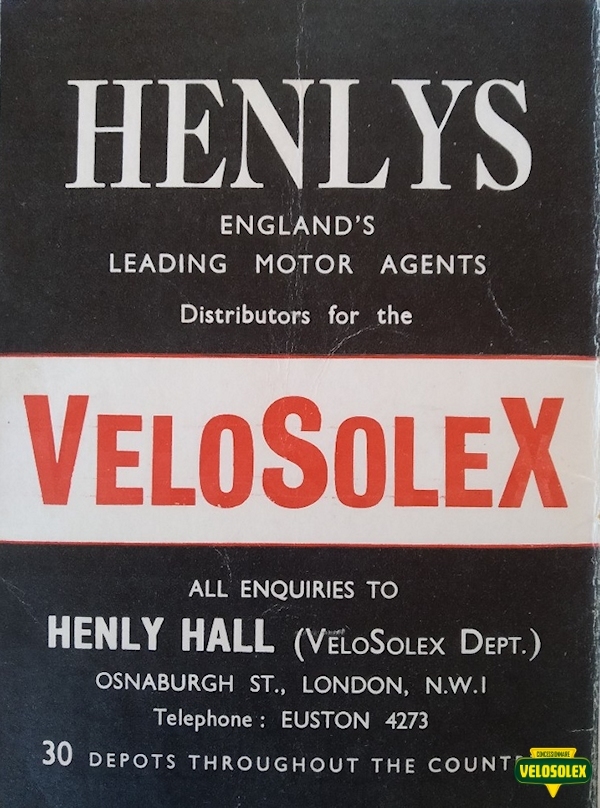 HENLYS
ENGLAND'S
LEADING MOTOR AGENTS
Distributors for the
VELOSOLEX
ALL ENQUIRIES TO
HENLY HALL (VELOSOLEX DEPT.)
OSNABURGH ST., LONDON, N.W.1
Telephone: EUSTON 4273
30 DEPOTS THROUGHOUT THE
CONCESSIONNAIRE
VELOSOLEX